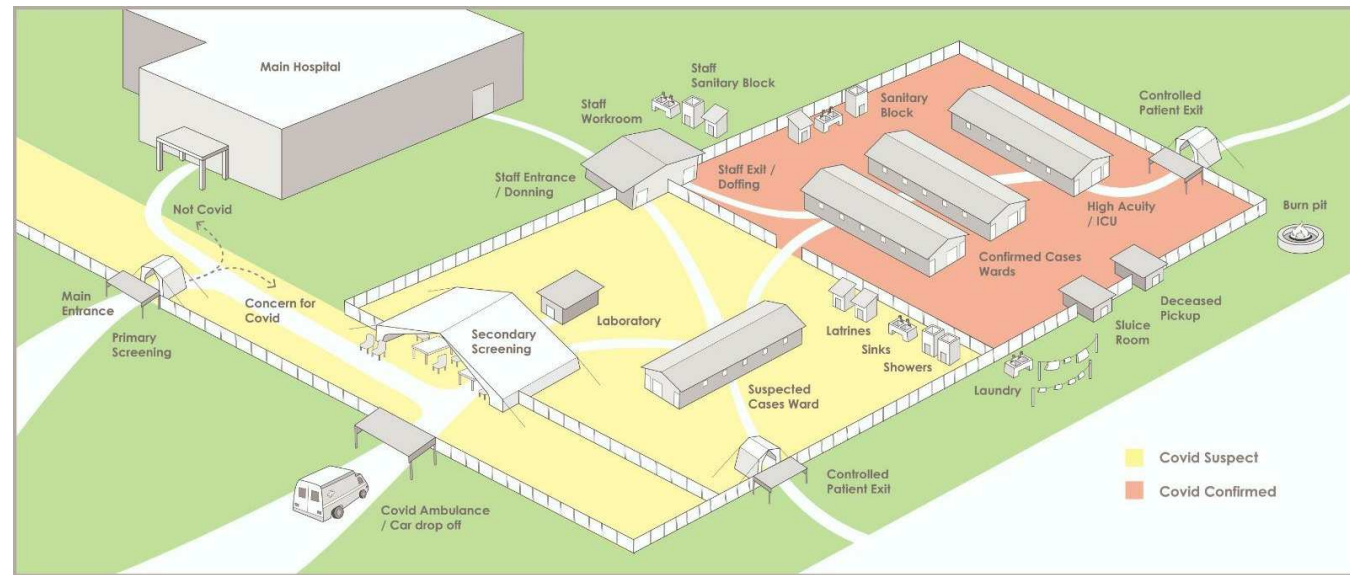 Main Hospital
Staff
Sanitary Block
Staff
Workroom
Sanitary
Block
Controlled
Patient Exit
Staff Entrance
/ Donning
Staff Exit /
Doffing
High Acuity
/ ICU
Burn pit
Not Covid
Confirmed Cases
Wards
Main
Entrance
Concern for
Covid
Primary
Screening
Secondary
Screening
Laboratory
Latrines
Sinks
Showers
Deceased
Pickup
Sluice
Room
Laundry
Suspected
Cases Ward
Controlled
Patient Exit
Covid Ambulance
/ Car drop off
Covid Suspect
Covid Confirmed